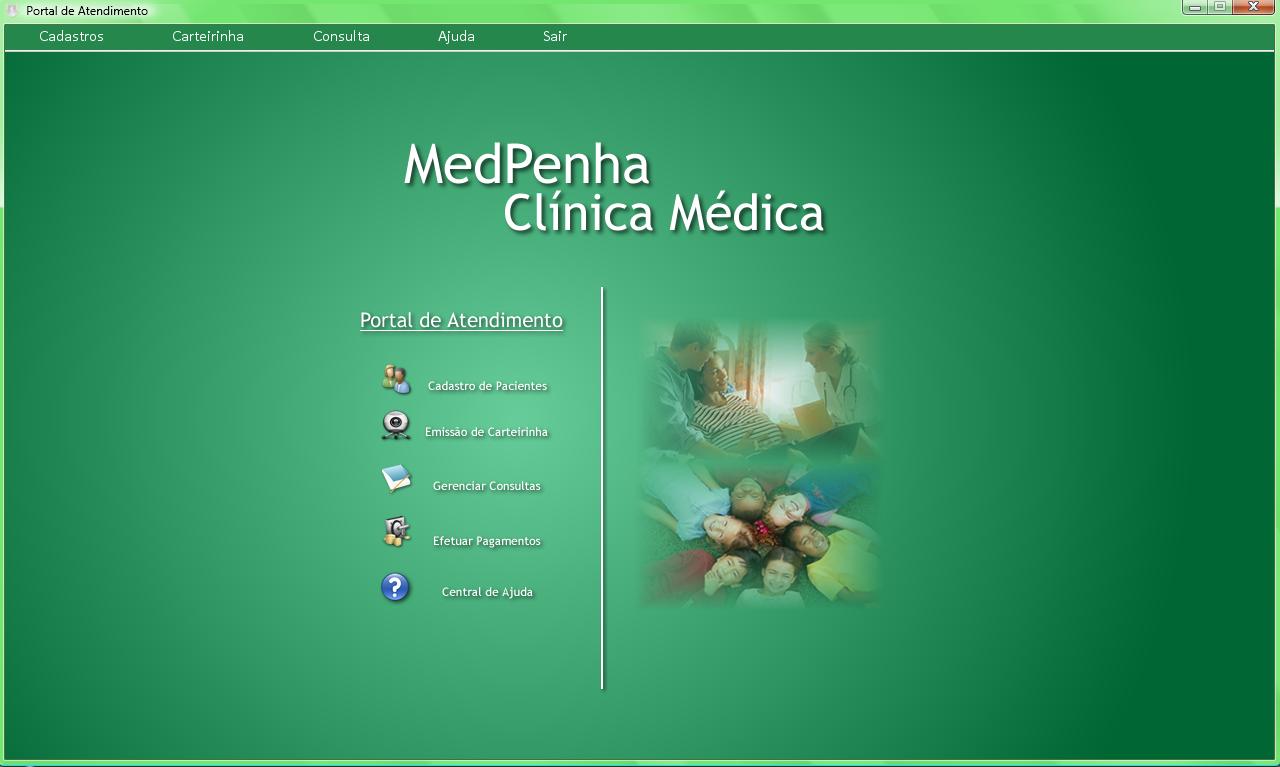 Portal de Atendimento
Cadastros Carteirinha Consulta Ajuda Sair
MedPenha
Clínica Médica
Portal de Atendimento
Cadastro de Pacientes
Emissão de Carteirinha
Gerenciar Consultas
Efetuar Pagamentos
Central de Ajuda